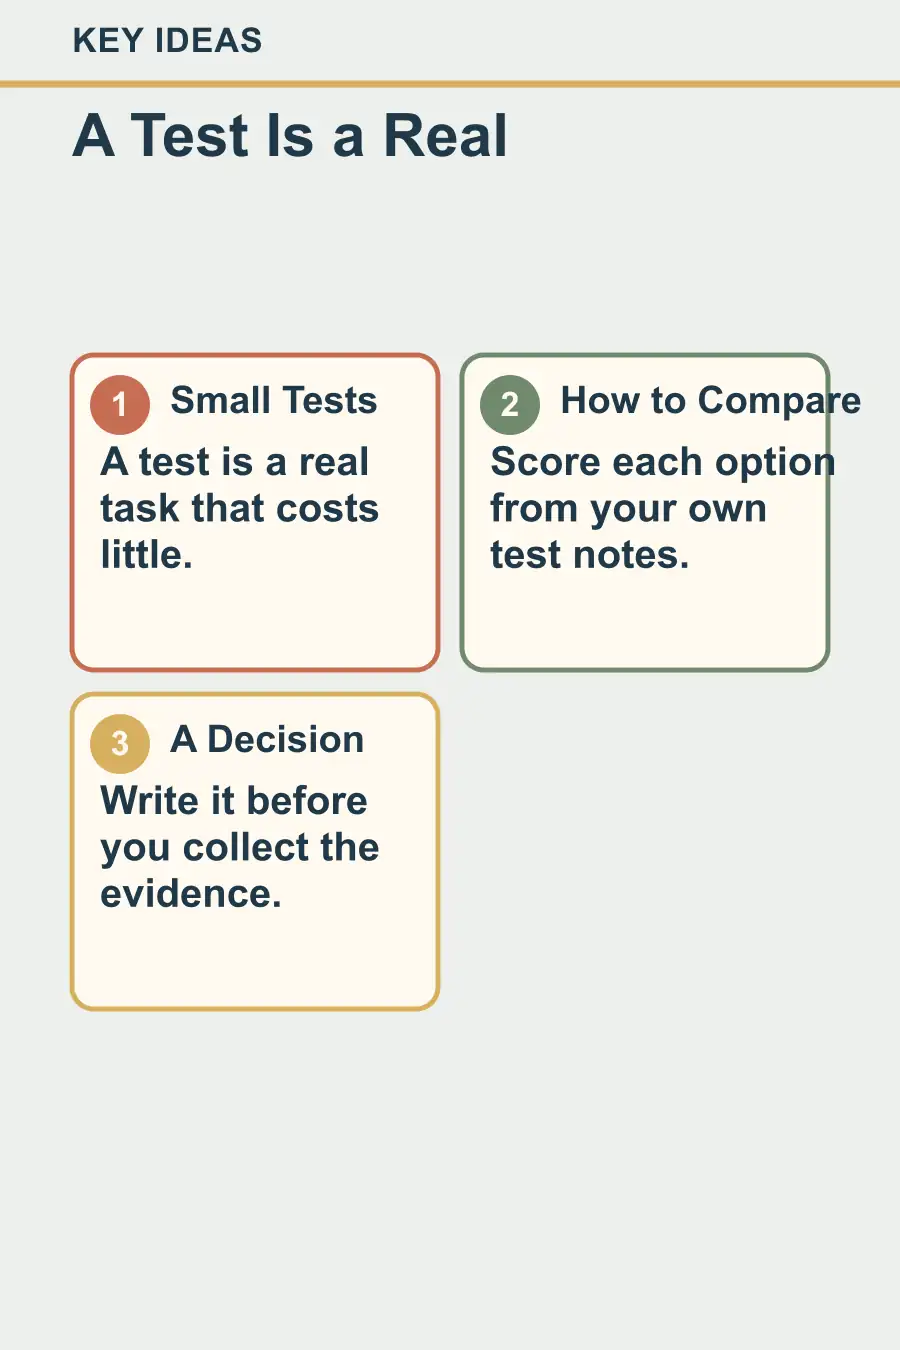 KEY IDEAS
A Test Is a Real
1 Small Tests
A test is a real
task that costs
little.
2 How to Compare
Score each option
from your own
test notes.
3 A Decision
Write it before
you collect the
evidence.